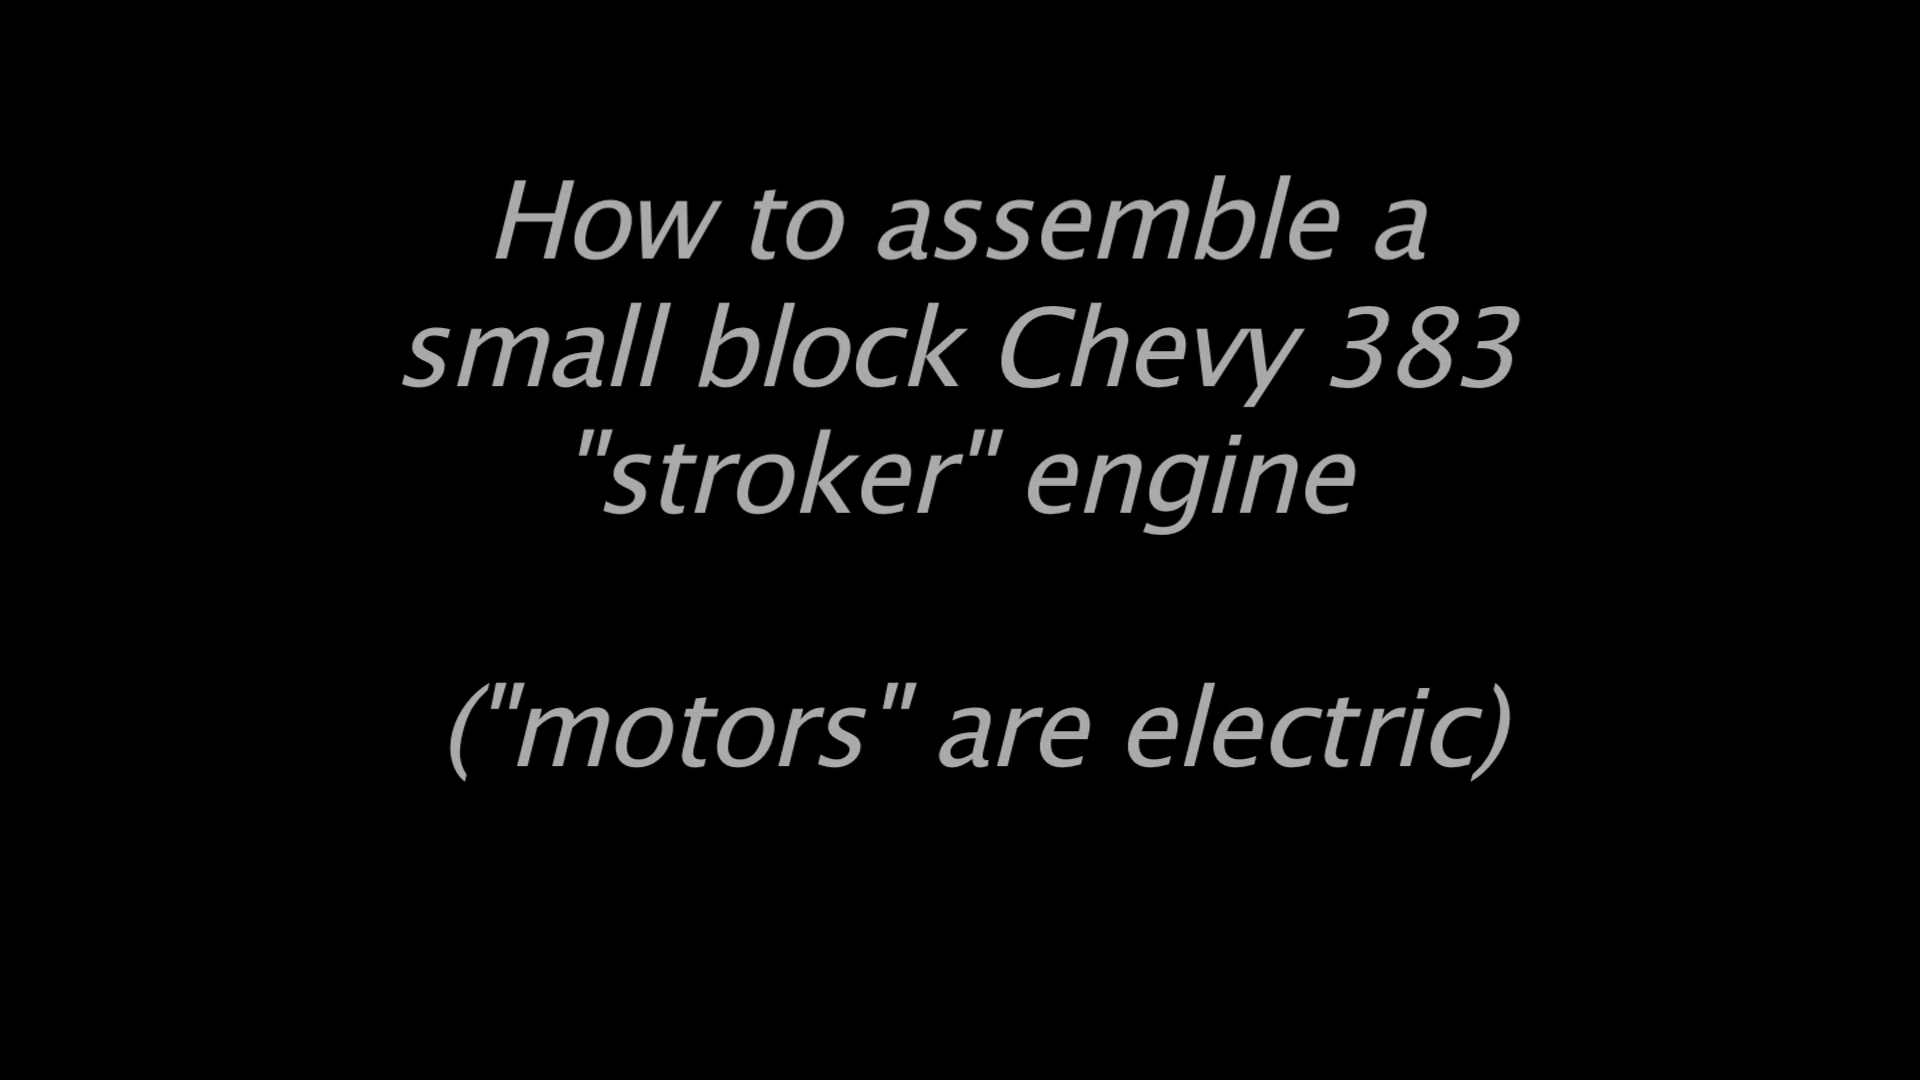 How to assemble a
small block Chevy 383
"stroker" engine
("motors" are electric)